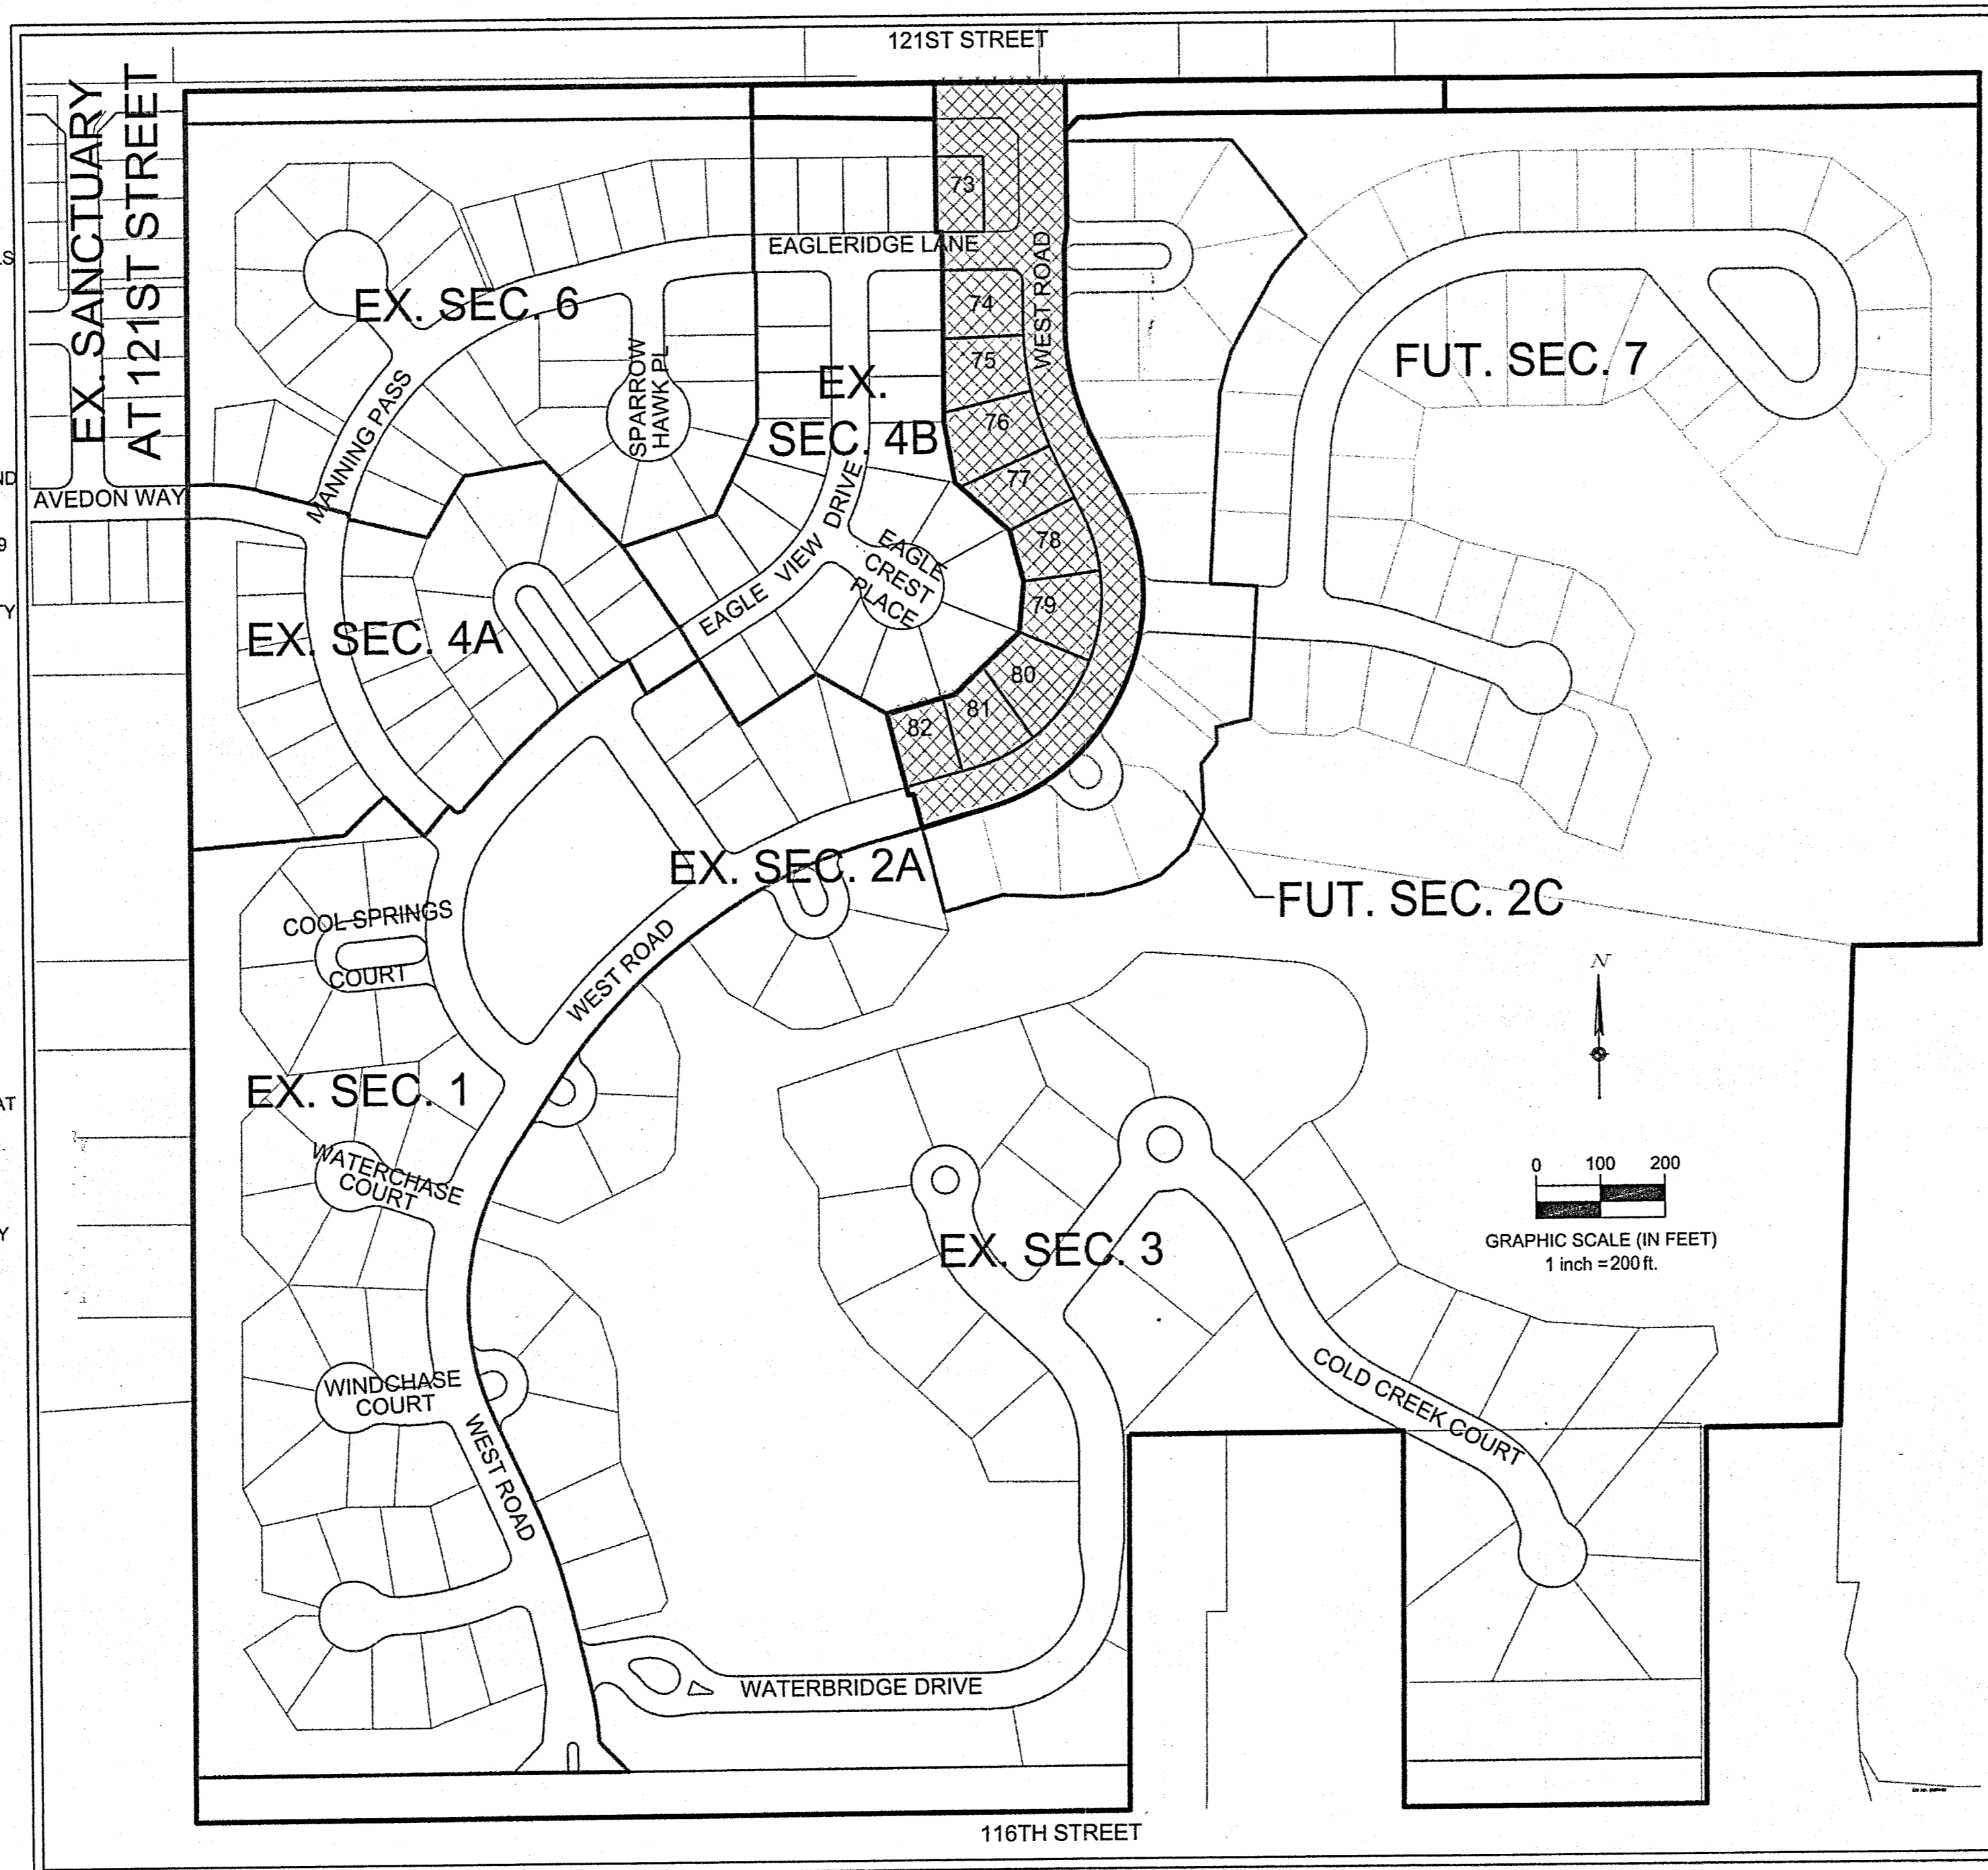 121ST STREET
EX. SANCTUARY
AT 121ST STREET
73
EAGLERIDGE LANE
WEST ROAD
EX. SEC. 6
74
SPARROW
HAWK PL
75
FUT. SEC. 7
MANNING PASS
EX.
SEC. 4B
76
77
AVEDON WAY
78
EAGLE VIEW DRIVE
EAGLE
CREST
PLACE
79
EX. SEC. 4A
80
81
82
EX. SEC. 2A
FUT. SEC. 2C
COOL SPRINGS
COURT
WEST ROAD
N
EX. SEC. 1
WATERCHASE
COURT
0 100 200
GRAPHIC SCALE (IN FEET)
1 inch = 200 ft.
EX. SEC. 3
WINDCHASE
COURT
WEST ROAD
COLD CREEK COURT
WATERBRIDGE DRIVE
116TH STREET